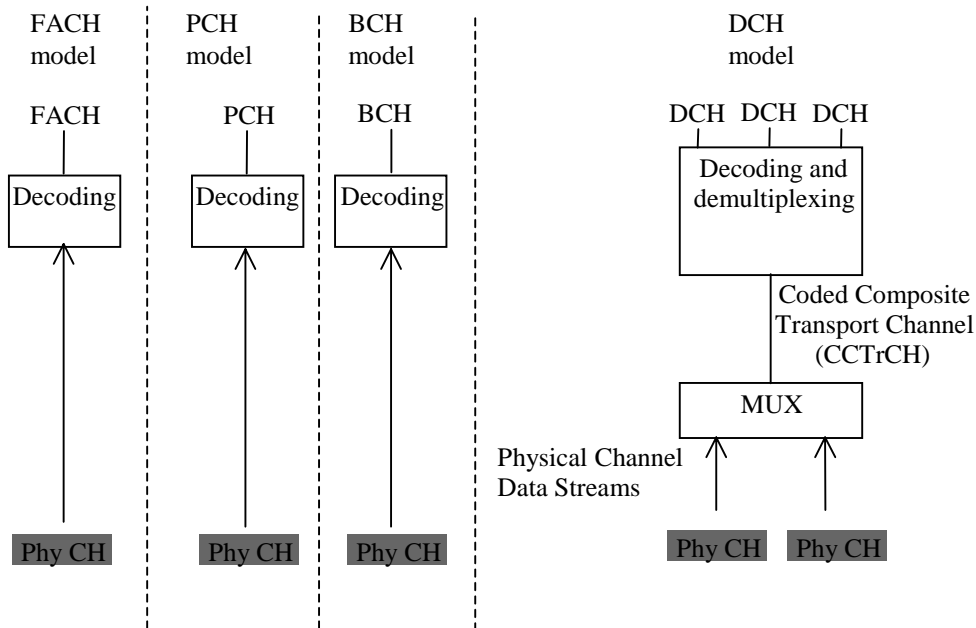 FACH
model
PCH
model
BCH
model
DCH
model
FACH
PCH
BCH
DCH
DCH
DCH
Decoding
Decoding
Decoding
Decoding and
demultiplexing
Coded Composite
Transport Channel
(CCTrCH)
MUX
Physical Channel
Data Streams
Phy CH
Phy CH
Phy CH
Phy CH
Phy CH